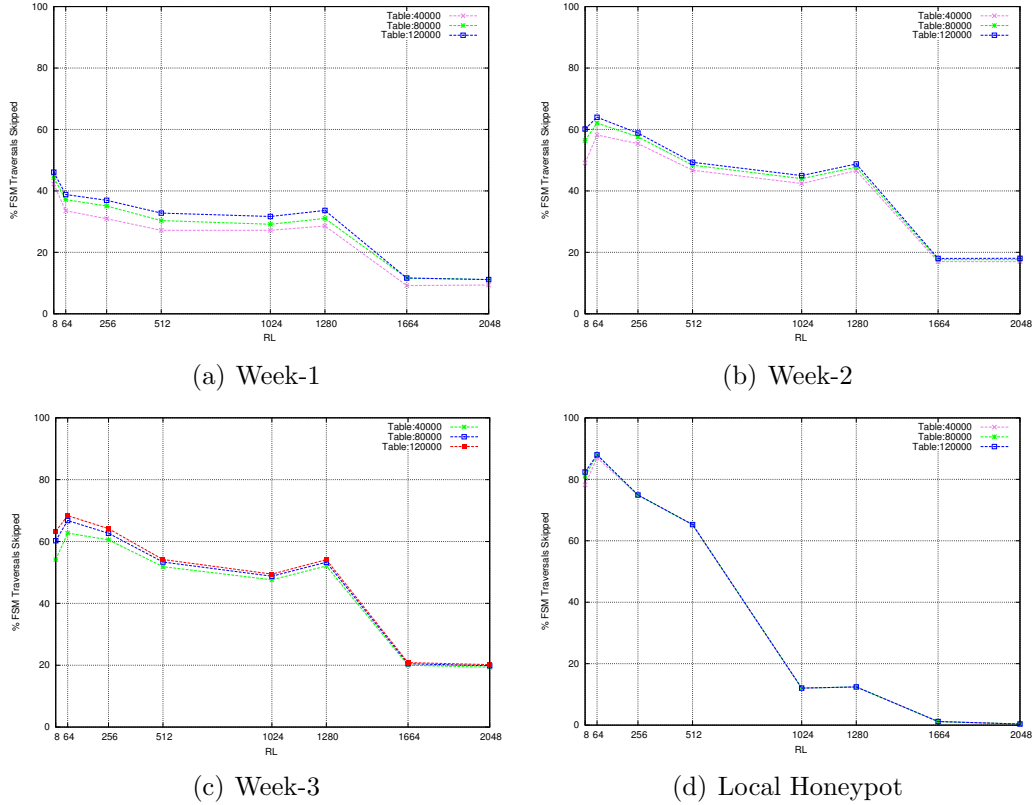 100
80
60
40
20
0
% FSM Traversals Skipped
Table:40000
Table:80000
Table:120000
8 64 256 512 1024 1280 1664 2048
RL
(a) Week-1
100
80
60
40
20
0
% FSM Traversals Skipped
Table:40000
Table:80000
Table:120000
8 64 256 512 1024 1280 1664 2048
RL
(b) Week-2
100
80
60
40
20
0
% FSM Traversals Skipped
Table:40000
Table:80000
Table:120000
8 64 256 512 1024 1280 1664 2048
RL
(c) Week-3
100
80
60
40
20
0
% FSM Traversals Skipped
Table:40000
Table:80000
Table:120000
8 64 256 512 1024 1280 1664 2048
RL
(d) Local Honeypot